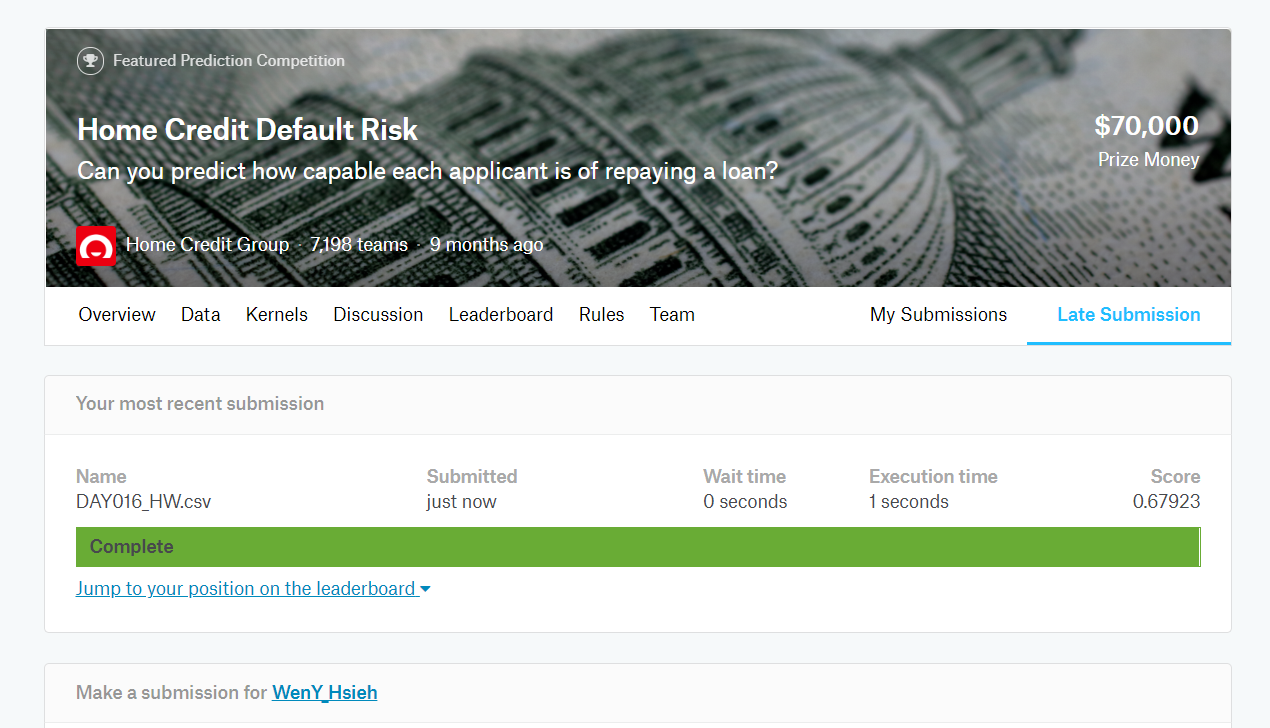 Featured Prediction Competition
Home Credit Default Risk
$70,000
Can you predict how capable each applicant is of repaying a loan?
Prize Money
Home Credit Group · 7,198 teams · 9 months ago
Overview Data Kernels Discussion Leaderboard Rules Team My Submissions Late Submission
Your most recent submission
Name Submitted Wait time Execution time Score
DAY016_HW.csv just now 0 seconds 1 seconds 0.67923
Complete
Jump to your position on the leaderboard
Make a submission for WenY_Hsieh